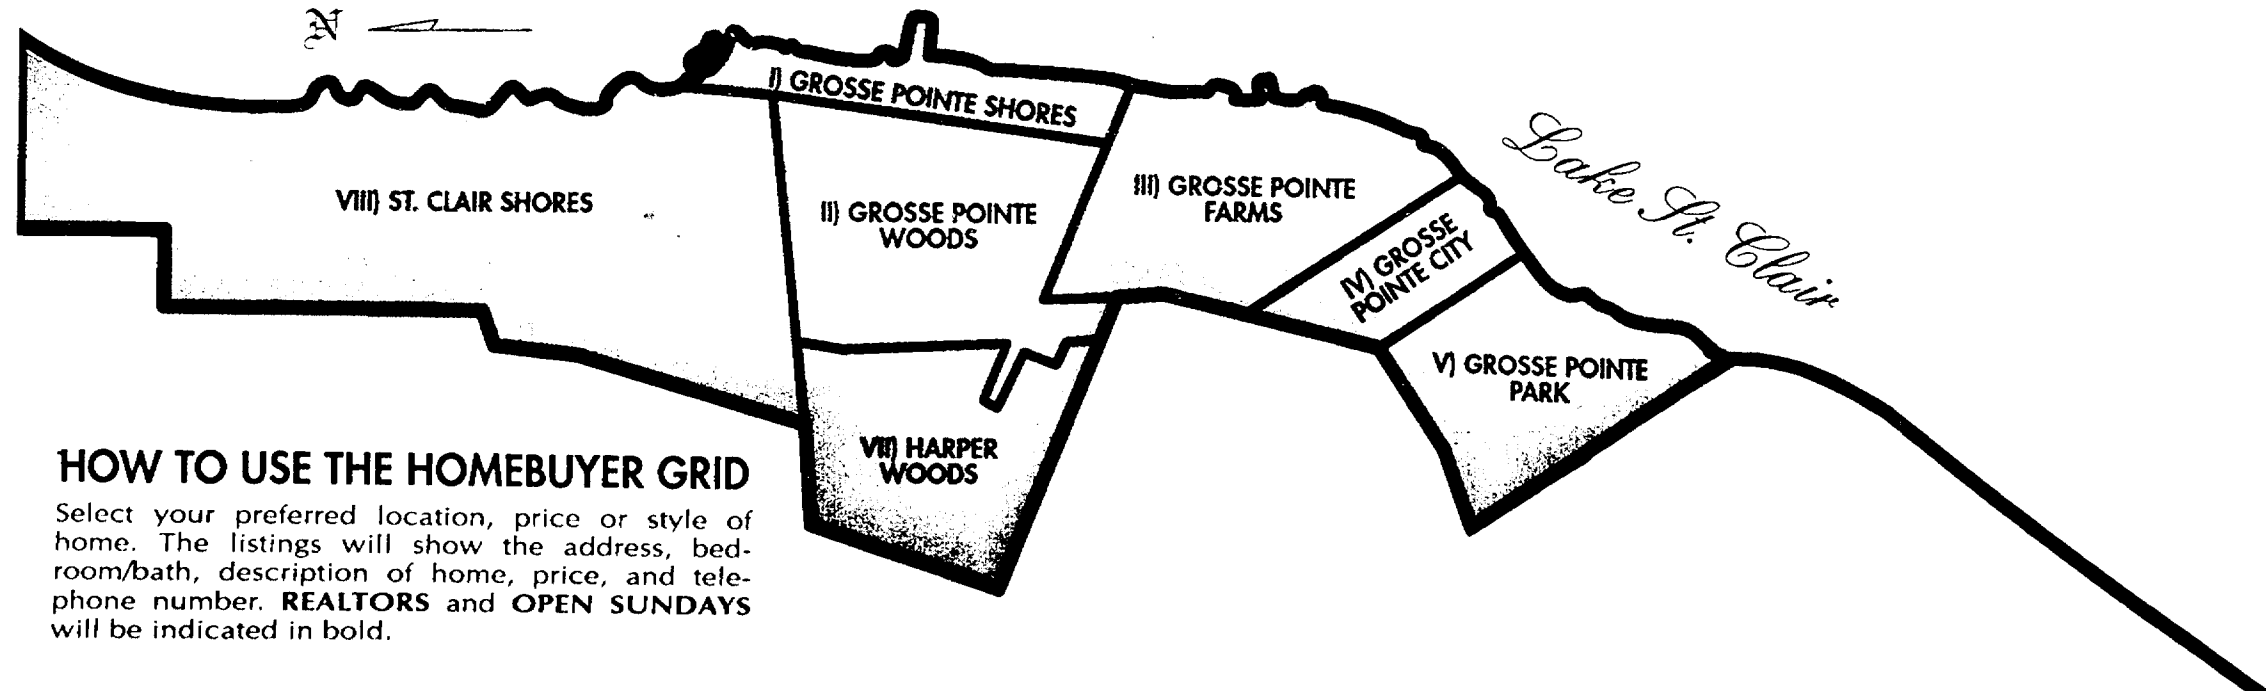 N
I) GROSSE POINTE SHORES
Lake St. Clair
VIII) ST. CLAIR SHORES
II) GROSSE POINTE
WOODS
III) GROSSE POINTE
FARMS
IV) GROSSE
POINTE CITY
V) GROSSE POINTE
PARK
VII) HARPER
WOODS
HOW TO USE THE HOMEBUYER GRID
Select your preferred location, price or style of
home. The listings will show the address, bed-
room/bath, description of home, price, and tele-
phone number. REALTORS and OPEN SUNDAYS
will be indicated in bold.